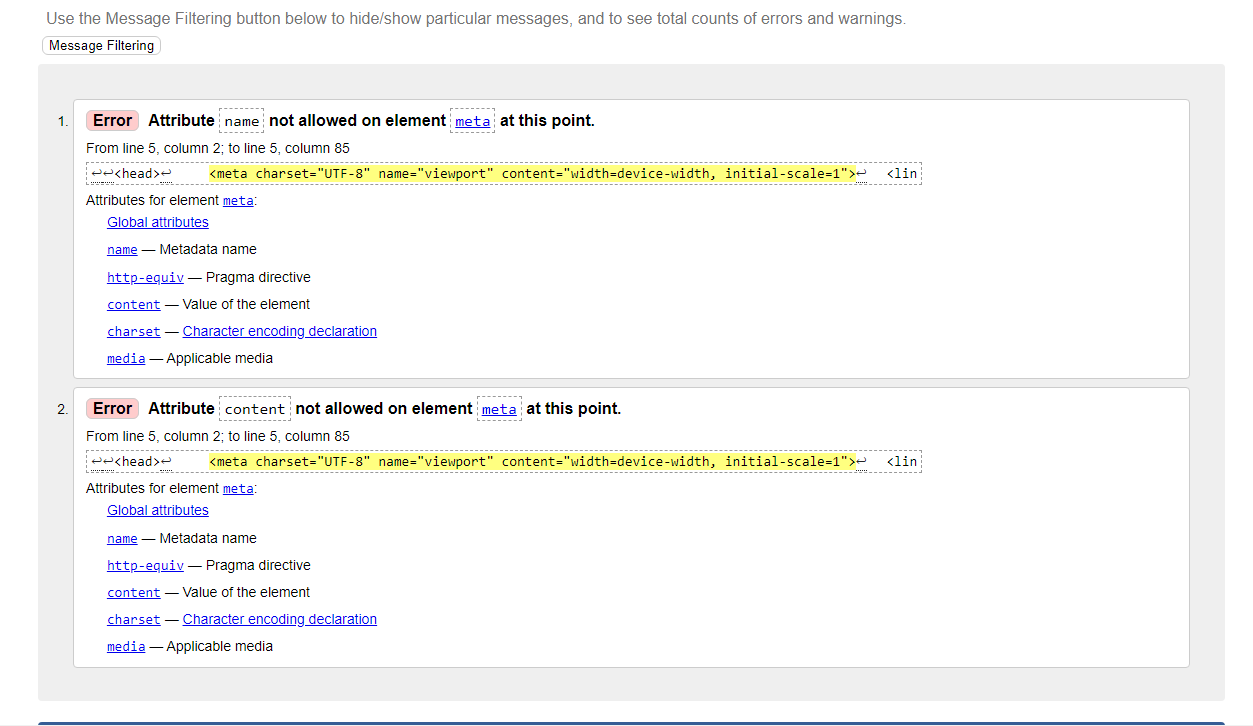 Use the Message Filtering button below to hide/show particular messages, and to see total counts of errors and warnings.
Message Filtering
1. Error Attribute name not allowed on element meta at this point.
From line 5, column 2; to line 5, column 85
↩↩<head>↩ <meta charset="UTF-8" name="viewport" content="width=device-width, initial-scale=1">↩ <lin
Attributes for element meta:
Global attributes
name — Metadata name
http-equiv — Pragma directive
content — Value of the element
charset — Character encoding declaration
media — Applicable media
2. Error Attribute content not allowed on element meta at this point.
From line 5, column 2; to line 5, column 85
↩↩<head>↩ <meta charset="UTF-8" name="viewport" content="width=device-width, initial-scale=1">↩ <lin
Attributes for element meta:
Global attributes
name — Metadata name
http-equiv — Pragma directive
content — Value of the element
charset — Character encoding declaration
media — Applicable media